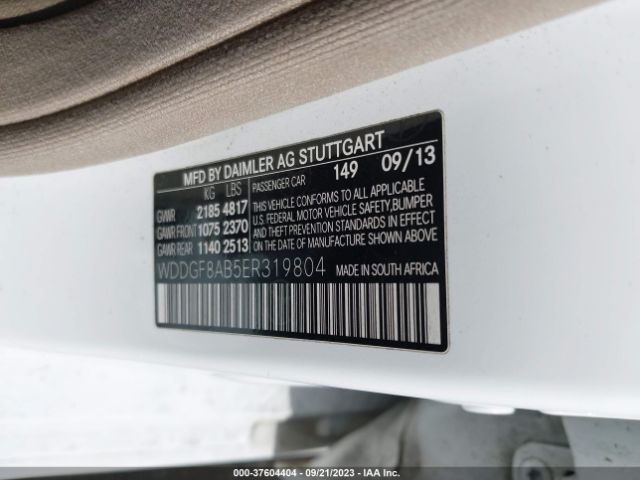 MFD BY DAIMLER AG STUTTGART
KG LBS PASSENGER CAR 149 09/13
GVWR 2185 4817 THIS VEHICLE CONFORMS TO ALL APPLICABLE
GAWR FRONT 1075 2370 U.S. FEDERAL MOTOR VEHICLE SAFETY,BUMPER
GAWR REAR 1140 2513 AND THEFT PREVENTION STANDARDS IN EFFECT
ON THE DATE OF MANUFACTURE SHOWN ABOVE.
WDDGF8AB5ER319804 MADE IN SOUTH AFRICA
000-37604404 - 09/21/2023 - IAA Inc.